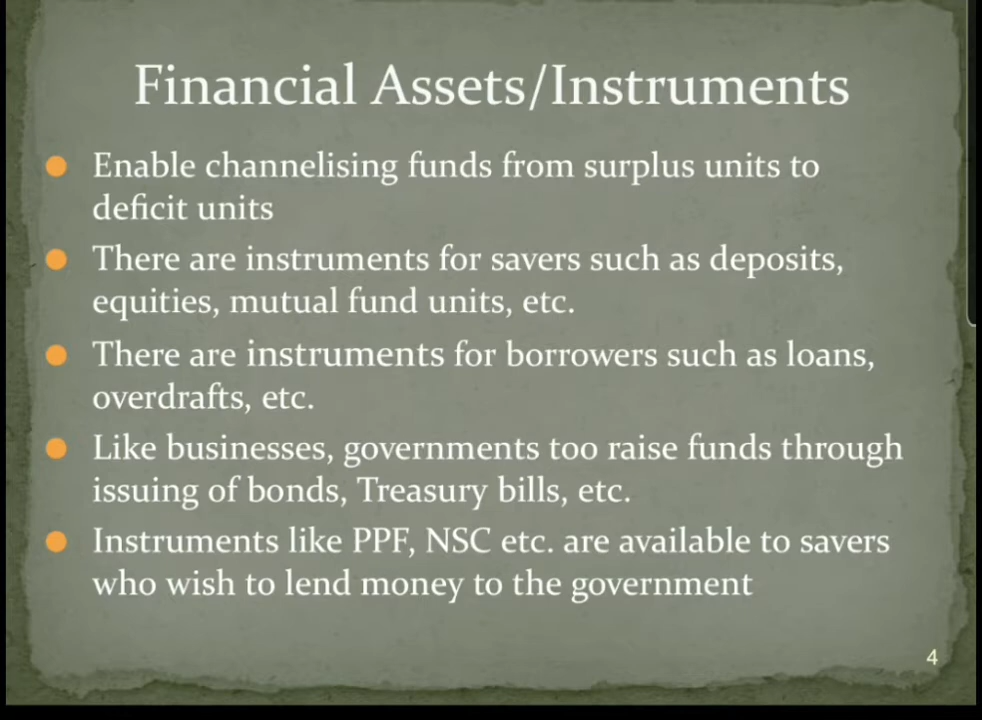 Financial Assets/Instruments
Enable channelising funds from surplus units to
deficit units
There are instruments for savers such as deposits,
equities, mutual fund units, etc.
There are instruments for borrowers such as loans,
overdrafts, etc.
Like businesses, governments too raise funds through
issuing of bonds, Treasury bills, etc.
Instruments like PPF, NSC etc. are available to savers
who wish to lend money to the government
4